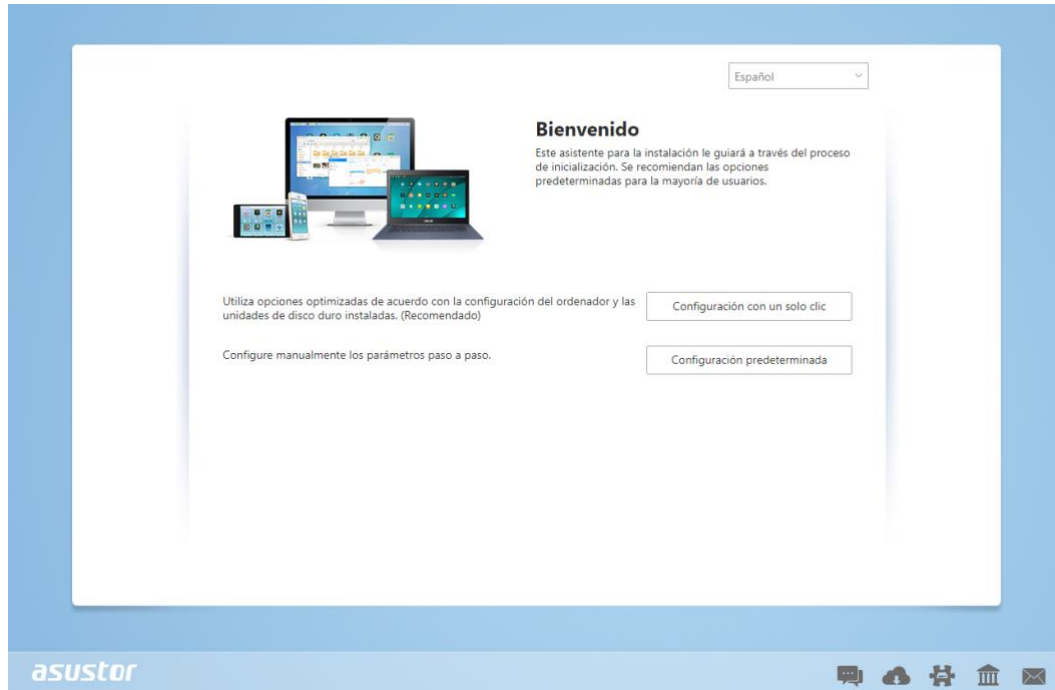 Español
Bienvenido
Este asistente para la instalación le guiará a través del proceso
de inicialización. Se recomiendan las opciones
predeterminadas para la mayoría de usuarios.
Utiliza opciones optimizadas de acuerdo con la configuración del ordenador y las
unidades de disco duro instaladas. (Recomendado)
Configuración con un solo clic
Configure manualmente los parámetros paso a paso.
Configuración predeterminada
asustor